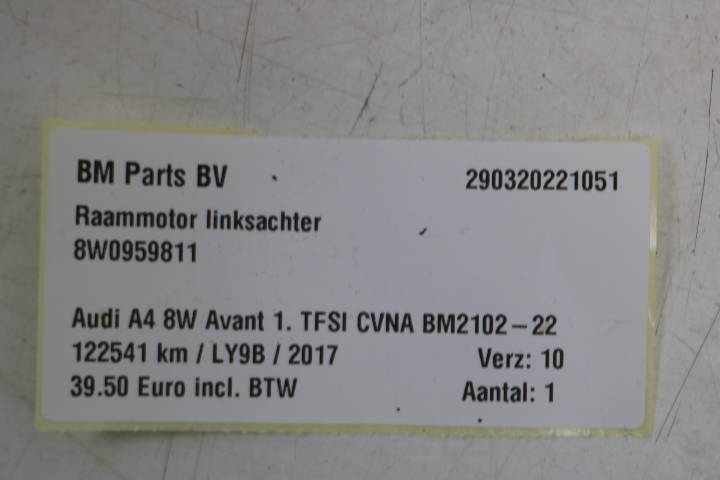 BM Parts BV 290320221051
Raammotor linksachter
8W0959811
Audi A4 8W Avant 1. TFSI CVNA BM2102-22
122541 km / LY9B / 2017 Verz: 10
39.50 Euro incl. BTW Aantal: 1